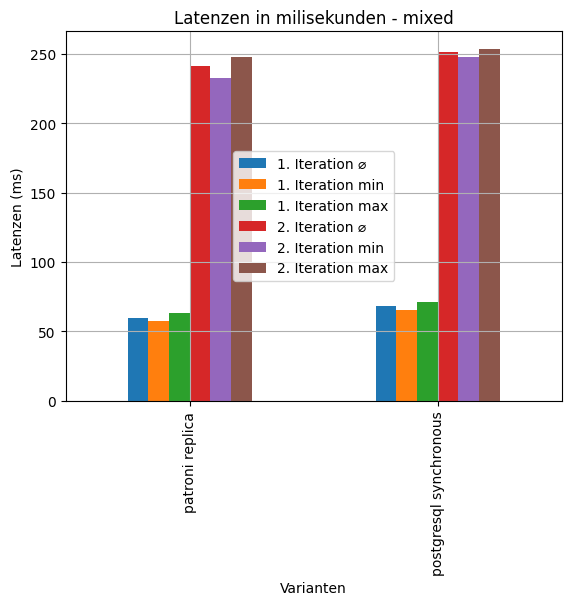 Latenzen in milisekunden - mixed
Latenzen (ms)
250
200
150
100
50
0
1. Iteration ⌀
1. Iteration min
1. Iteration max
2. Iteration ⌀
2. Iteration min
2. Iteration max
patroni replica
postgresql synchronous
Varianten